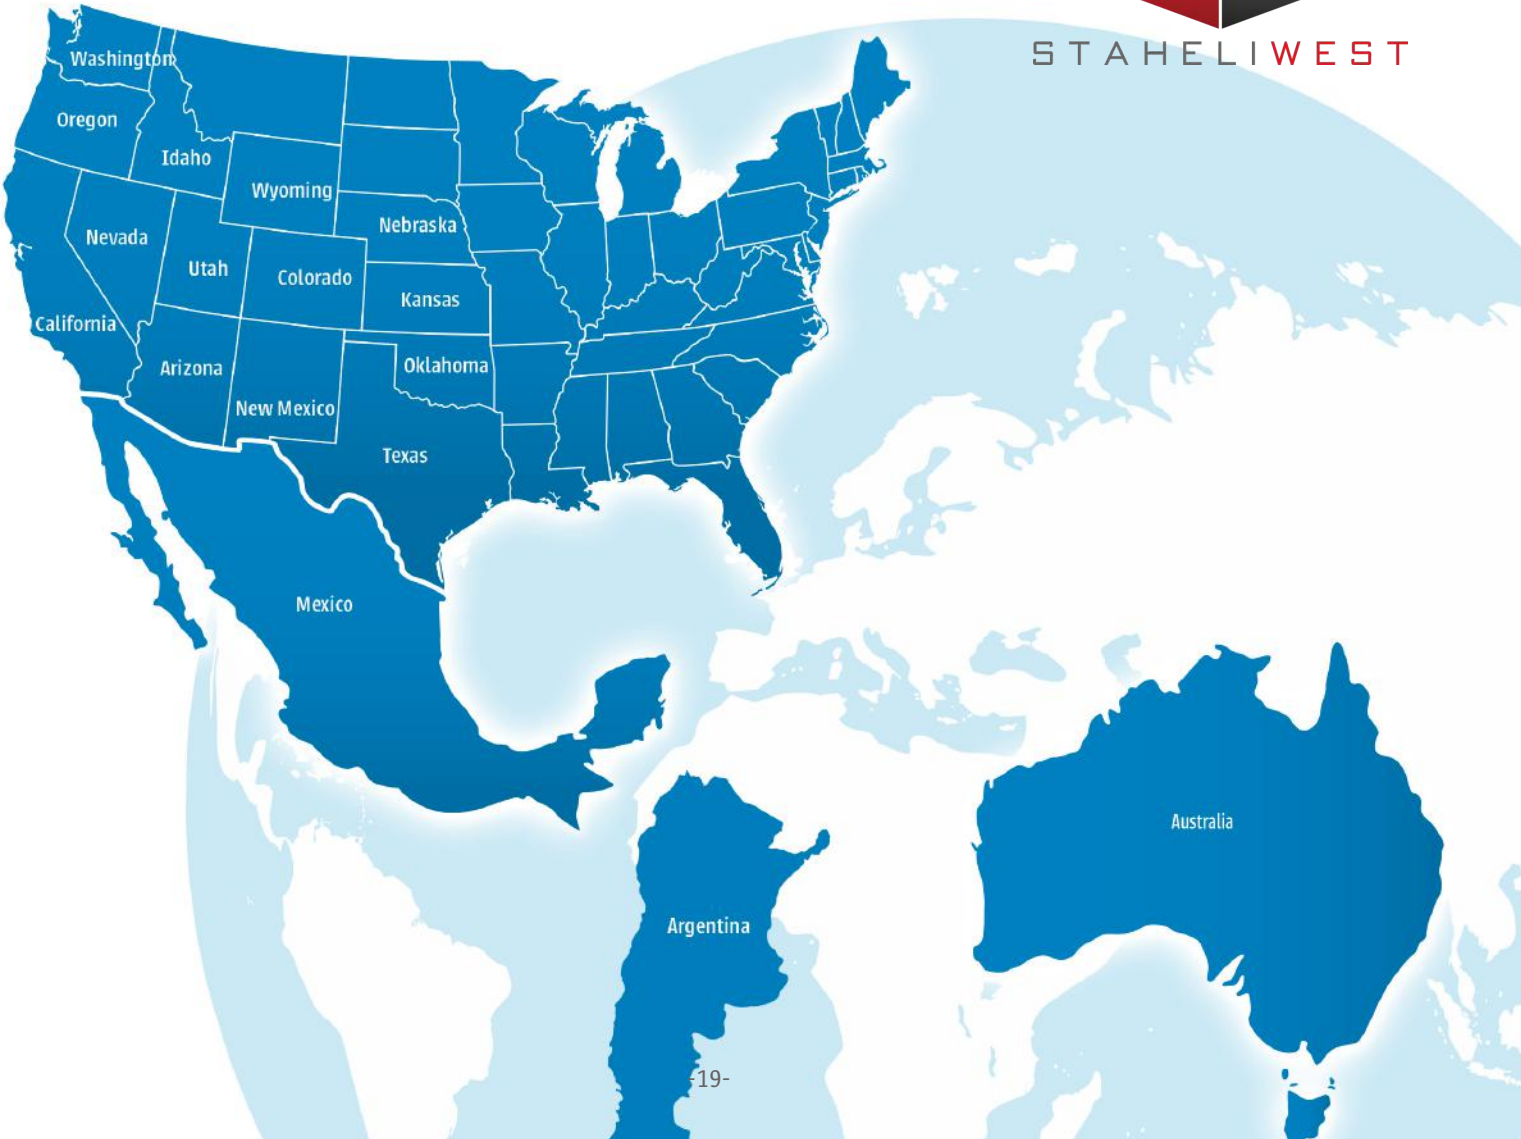 STAHELIWEST
Washington
Oregon
Idaho
Wyoming
Nebraska
Nevada
Utah
Colorado
Kansas
California
Arizona
Oklahoma
New Mexico
Texas
Mexico
Australia
Argentina
-19-